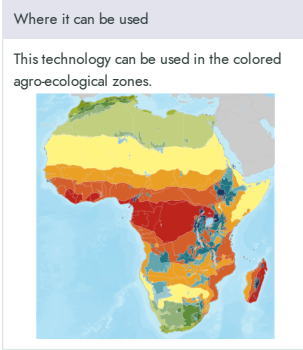 Where it can be used
This technology can be used in the colored
agro-ecological zones.